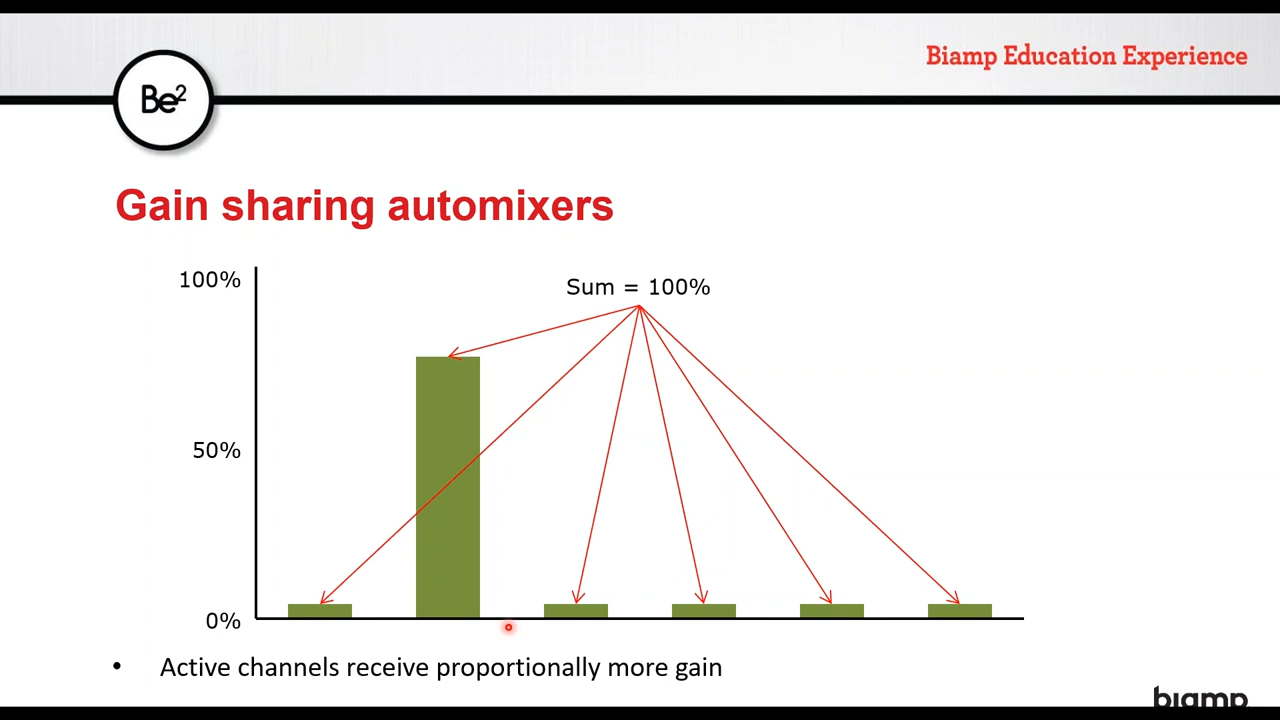 Biamp Education Experience
Be²
Gain sharing automixers
100%
Sum = 100%
50%
0%
• Active channels receive proportionally more gain
biamp